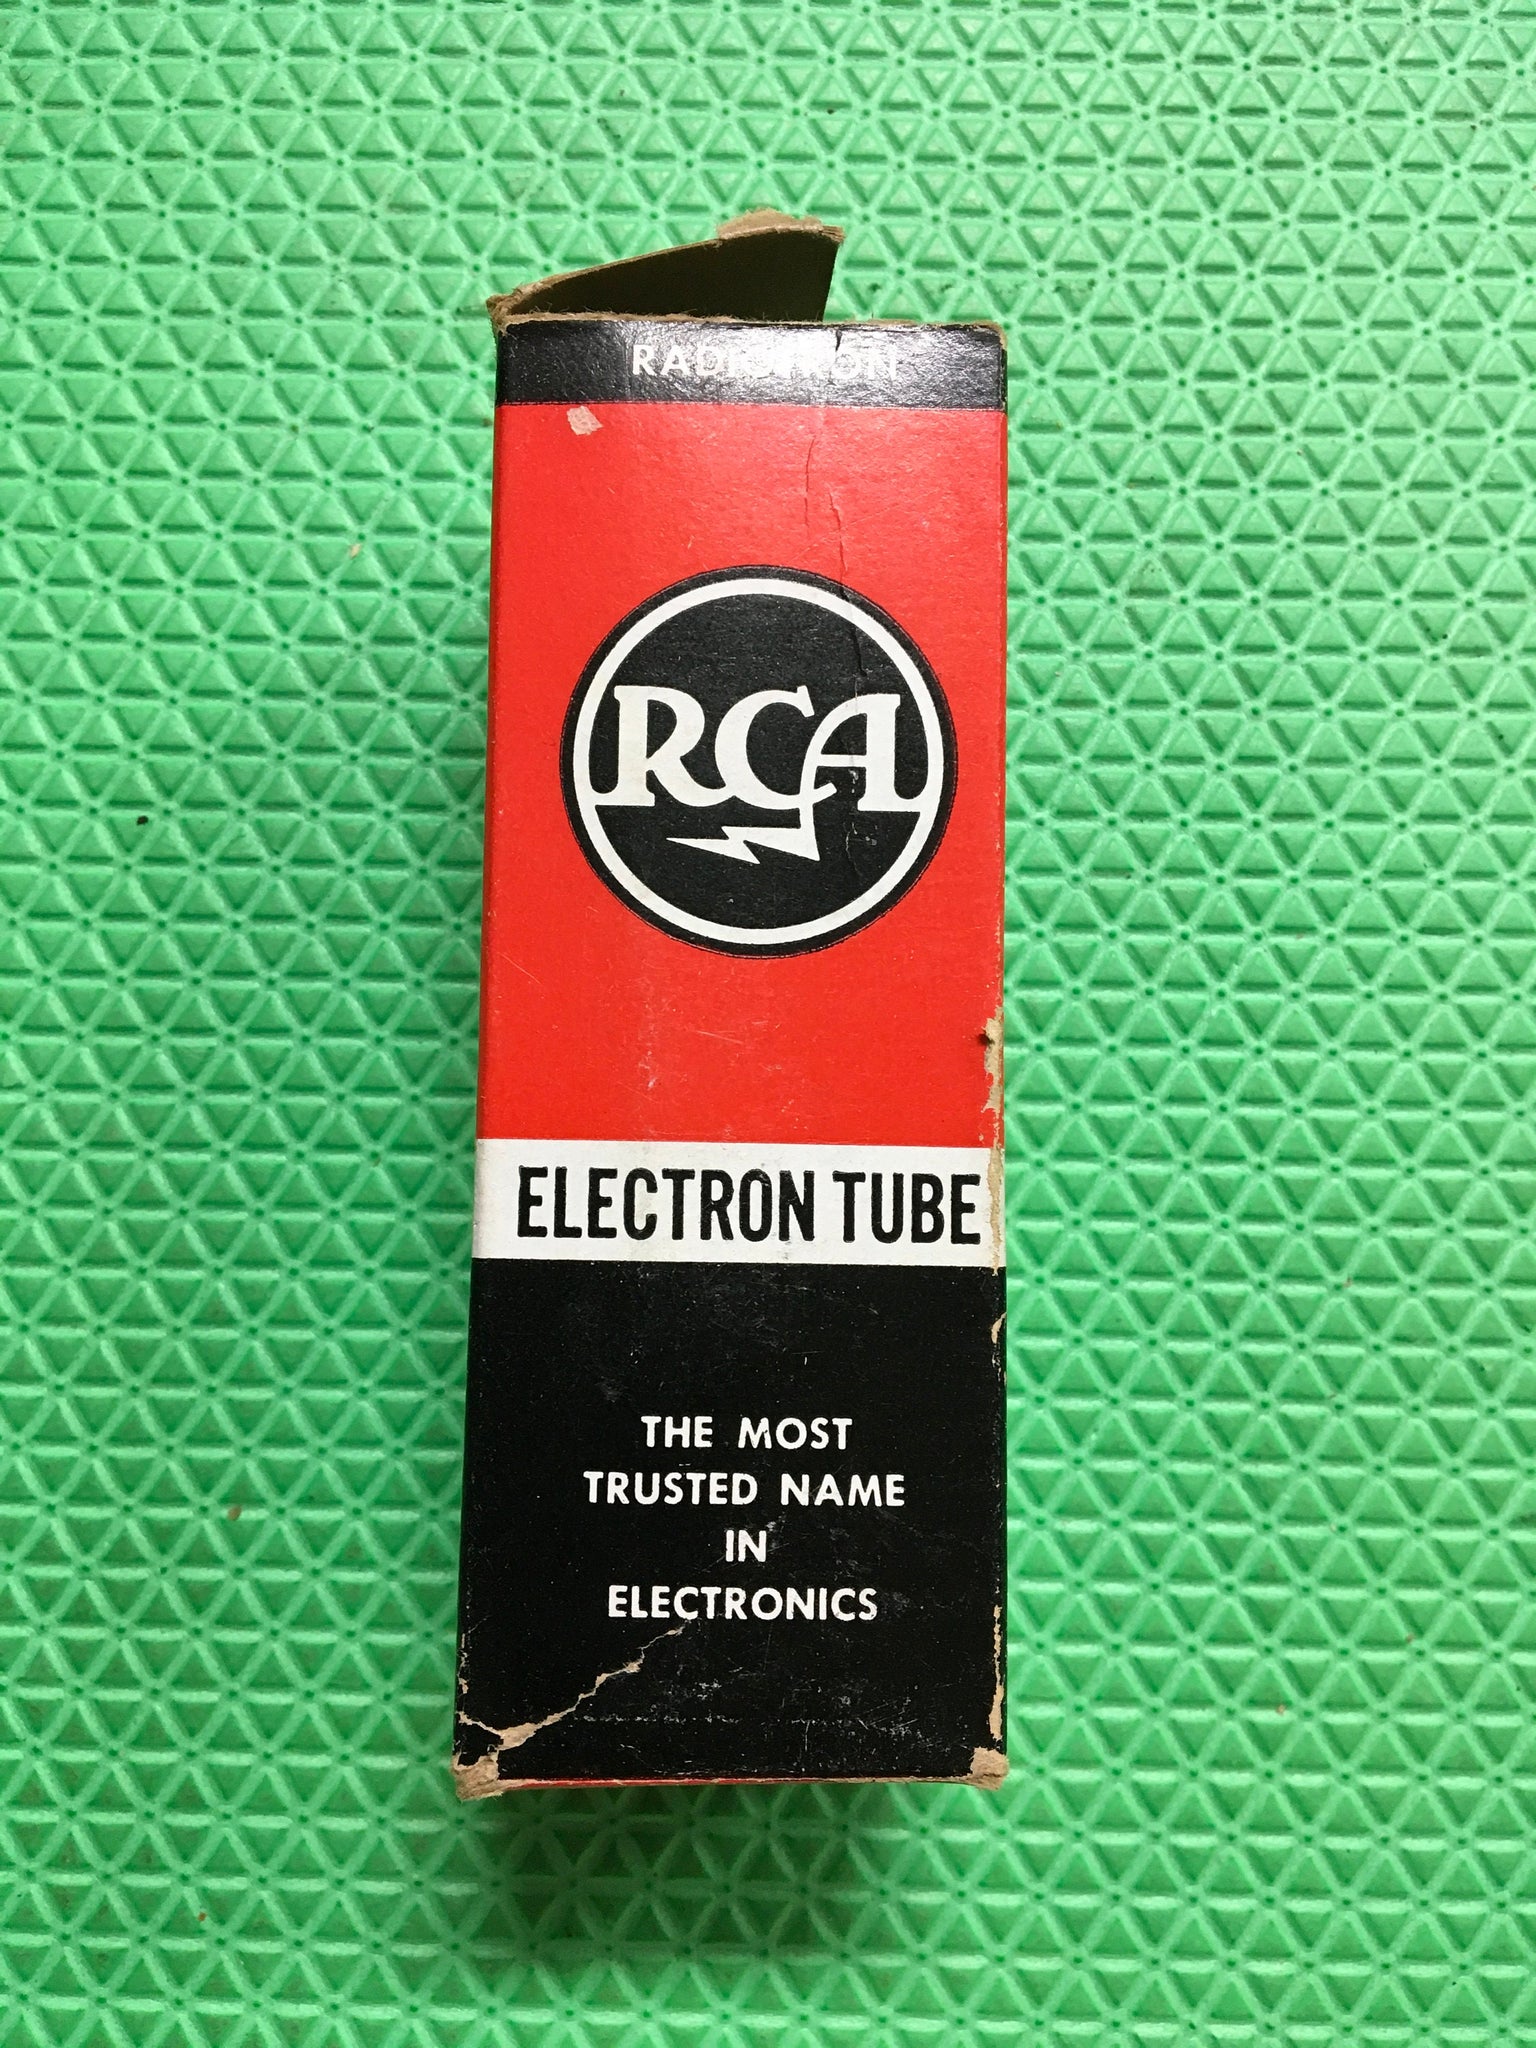 RADIOTRON
RCA
ELECTRON TUBE
THE MOST
TRUSTED NAME
IN
ELECTRONICS